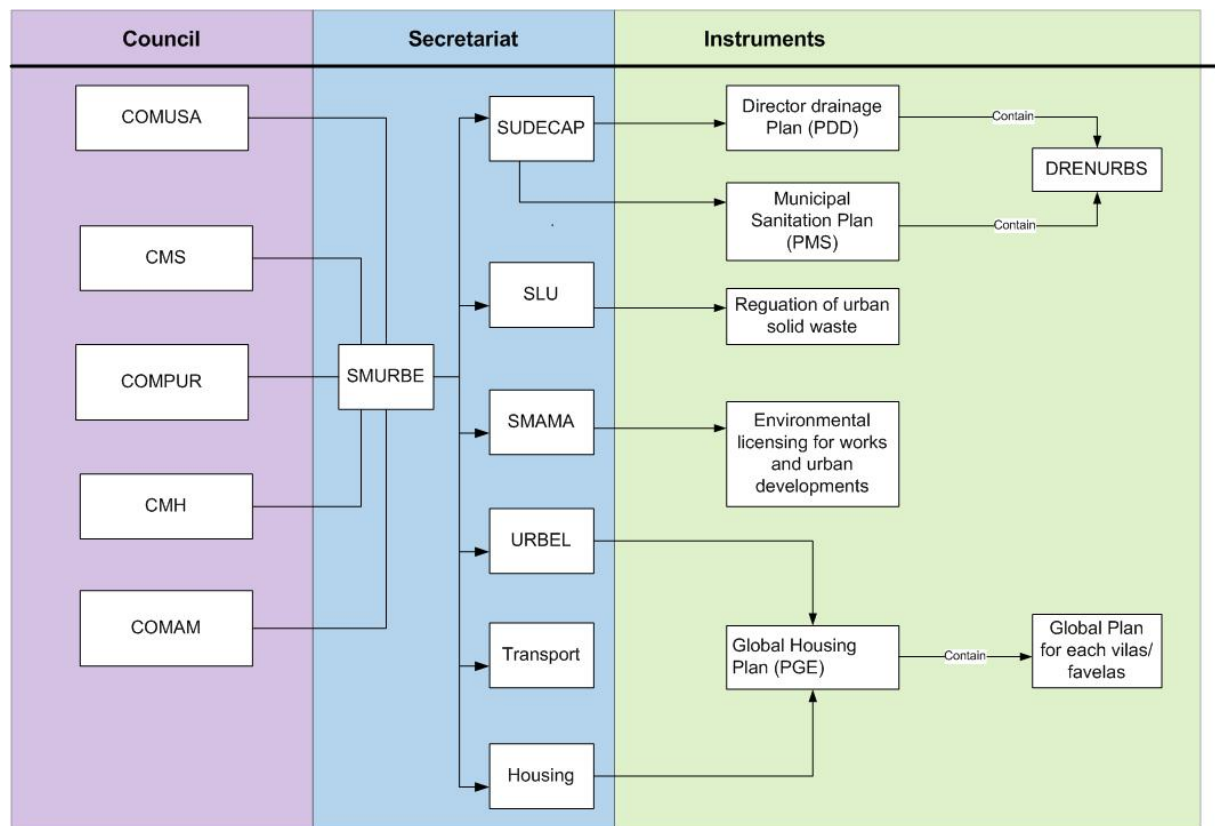 Council
Secretariat
Instruments
COMUSA
CMS
COMPUR
CMH
COMAM
SMURBE
SUDECAP
SLU
SMAMA
URBEL
Transport
Housing
Director drainage
Plan (PDD)
Contain
DRENURBS
Municipal
Sanitation Plan
(PMS)
Contain
Reguation of urban
solid waste
Environmental
licensing for works
and urban
developments
Global Housing
Plan (PGE)
Contain
Global Plan
for each vilas/
favelas